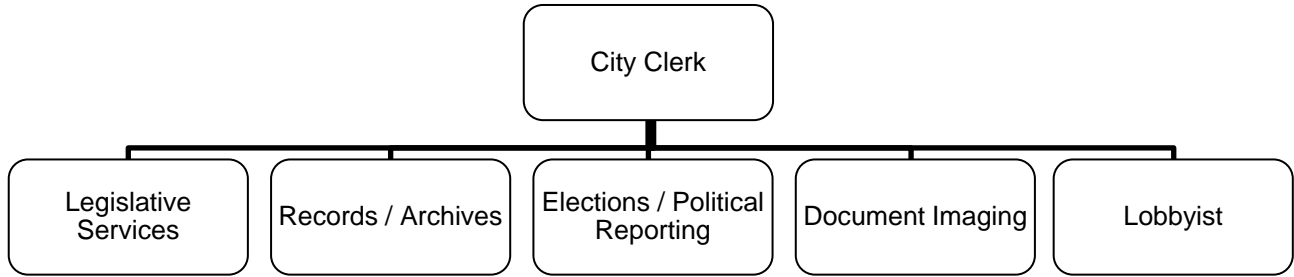 City Clerk
Legislative
Services
Records / Archives
Elections / Political
Reporting
Document Imaging
Lobbyist